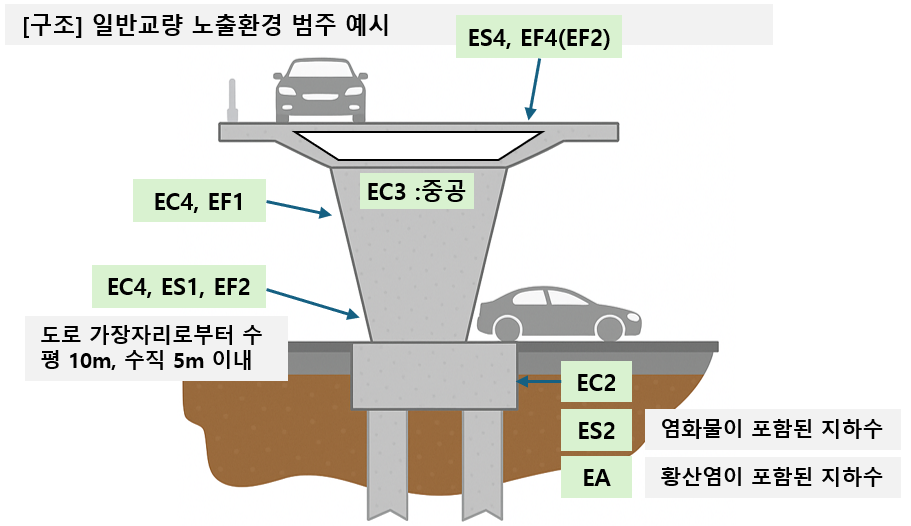 [구조] 일반교량 노출환경 범주 예시
ES4, EF4(EF2)
EC3 :중공
EC4, EF1
EC4, ES1, EF2
도로 가장자리로부터 수
평 10m, 수직 5m 이내
EC2
ES2
염화물이 포함된 지하수
EA
황산염이 포함된 지하수